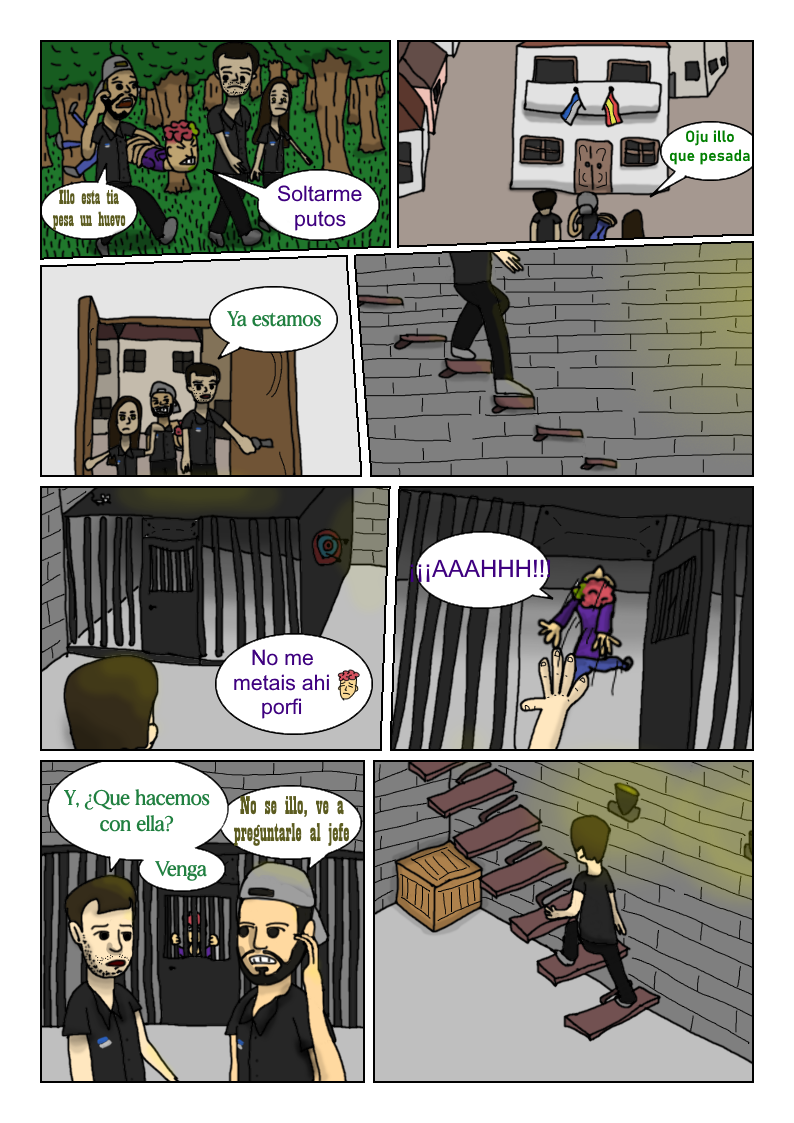 Illo esta tia
pesa un huevo
Soltarme
putos
Oju illo
que pesada
Ya estamos
No me
metais ahi
porfi
¡¡AAAHHH!!!
Y, ¿Que hacemos
con ella?
No se illo, ve a
preguntarle al jefe
Venga